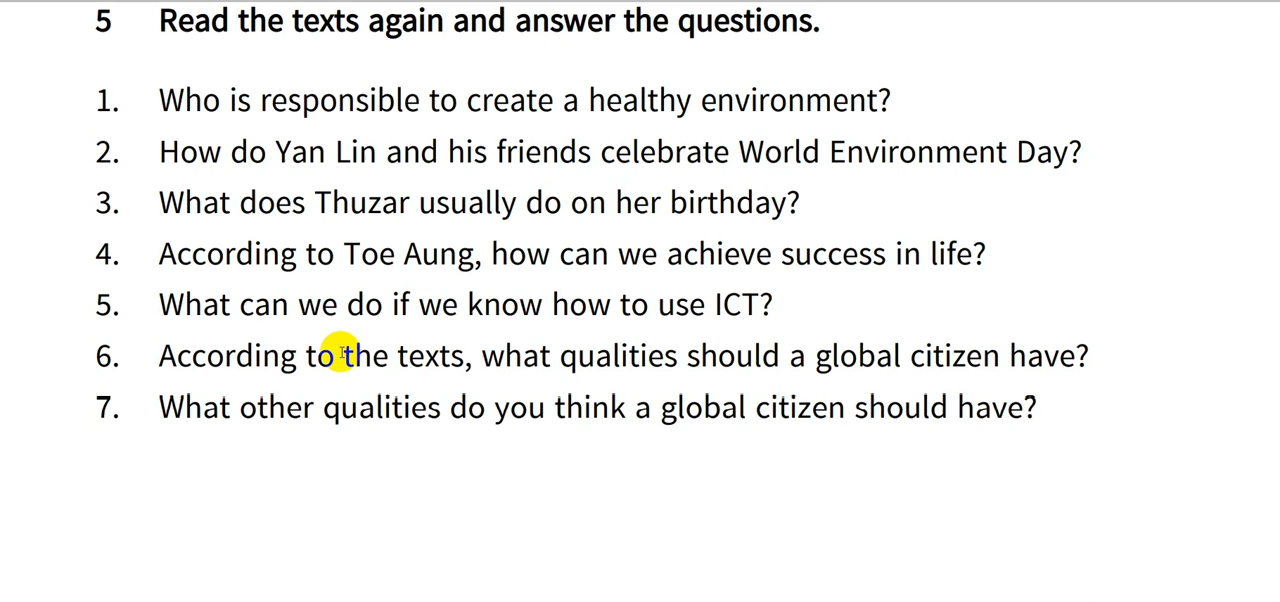 5 Read the texts again and answer the questions.
1. Who is responsible to create a healthy environment?
2. How do Yan Lin and his friends celebrate World Environment Day?
3. What does Thuzar usually do on her birthday?
4. According to Toe Aung, how can we achieve success in life?
5. What can we do if we know how to use ICT?
6. According to the texts, what qualities should a global citizen have?
7. What other qualities do you think a global citizen should have?